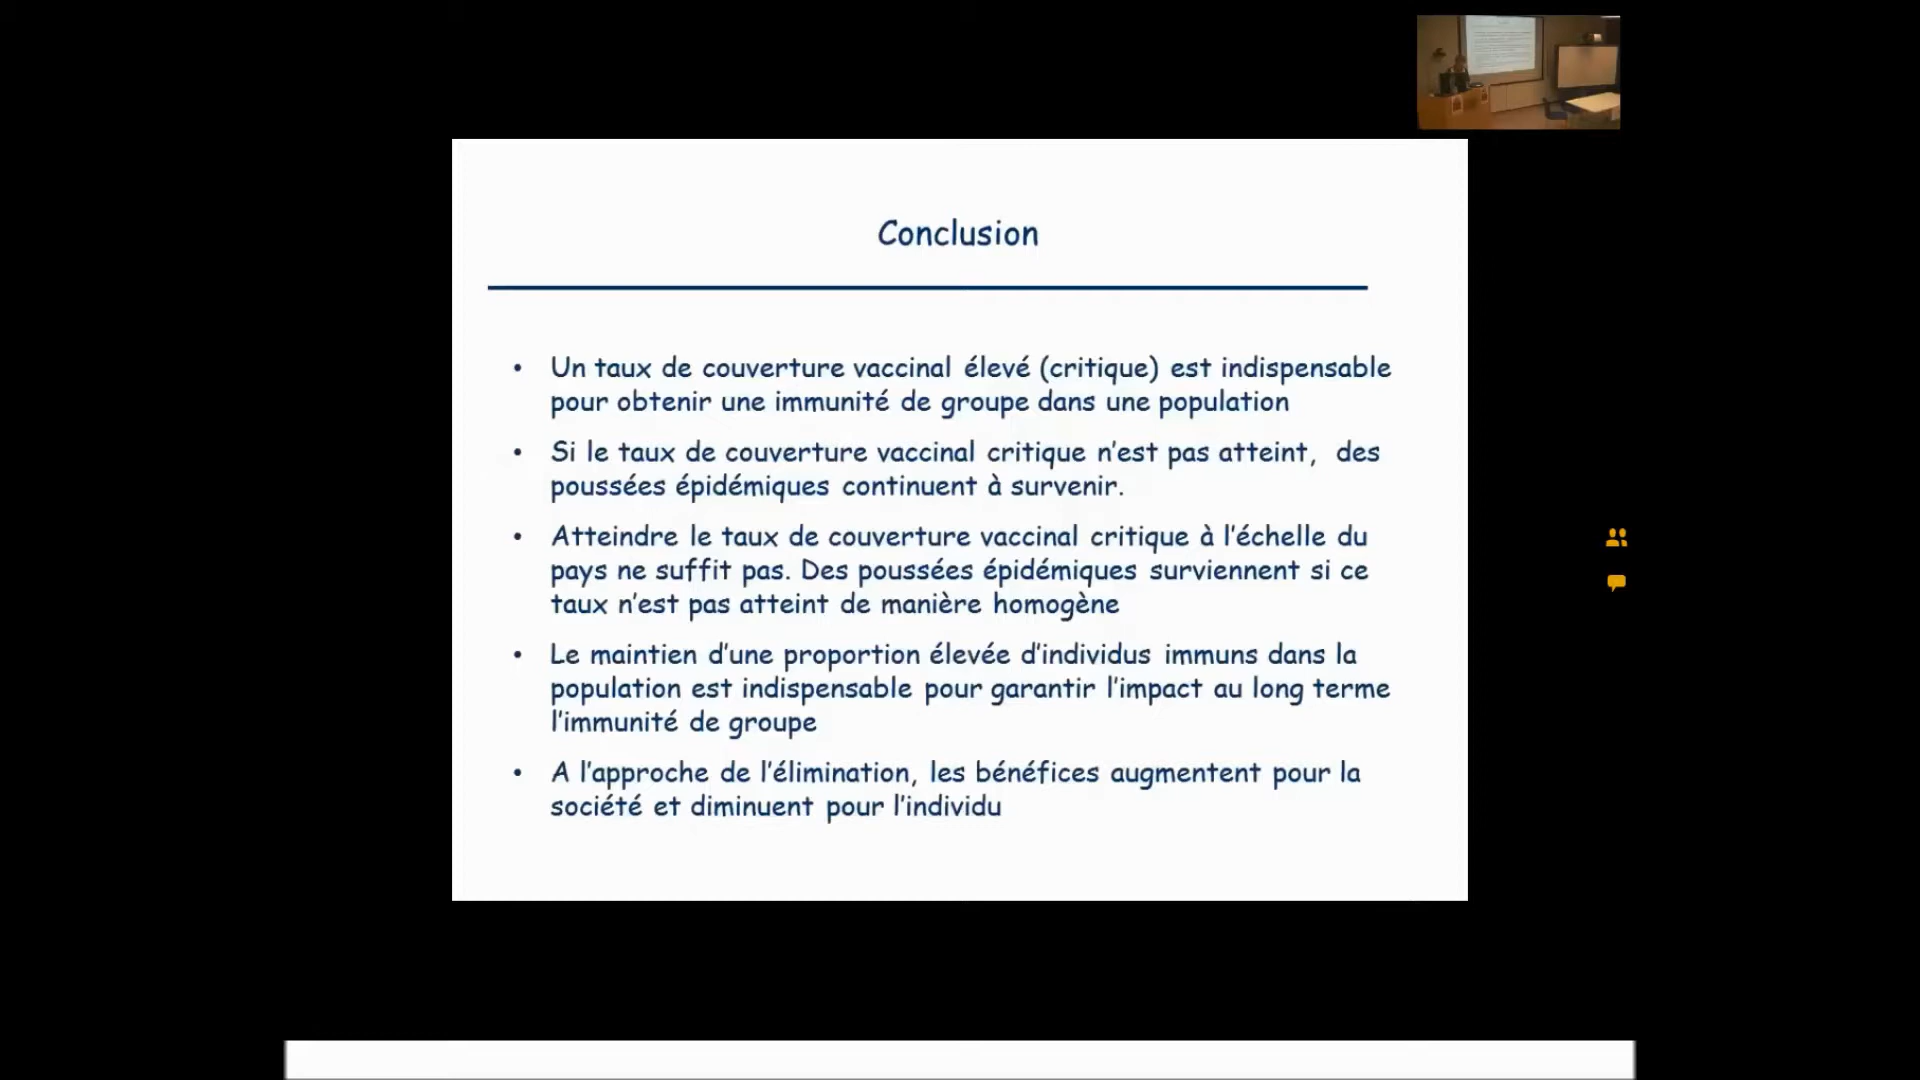 Conclusion
• Un taux de couverture vaccinal élevé (critique) est indispensable
pour obtenir une immunité de groupe dans une population
• Si le taux de couverture vaccinal critique n’est pas atteint, des
poussées épidémiques continuent à survenir.
• Atteindre le taux de couverture vaccinal critique à l’échelle du
pays ne suffit pas. Des poussées épidémiques surviennent si ce
taux n’est pas atteint de manière homogène
• Le maintien d’une proportion élevée d’individus immuns dans la
population est indispensable pour garantir l’impact au long terme
l’immunité de groupe
• A l’approche de l’élimination, les bénéfices augmentent pour la
société et diminuent pour l’individu